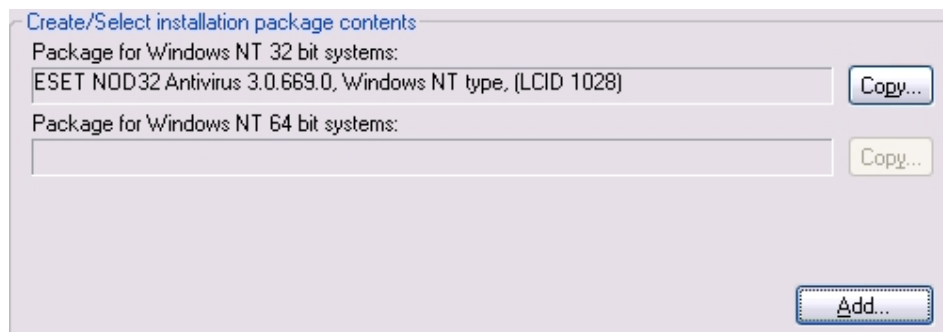 Create/Select installation package contents
Package for Windows NT 32 bit systems:
ESET NOD32 Antivirus 3.0.669.0, Windows NT type, (LCID 1028)
Copy...
Package for Windows NT 64 bit systems:
Copy...
Add...